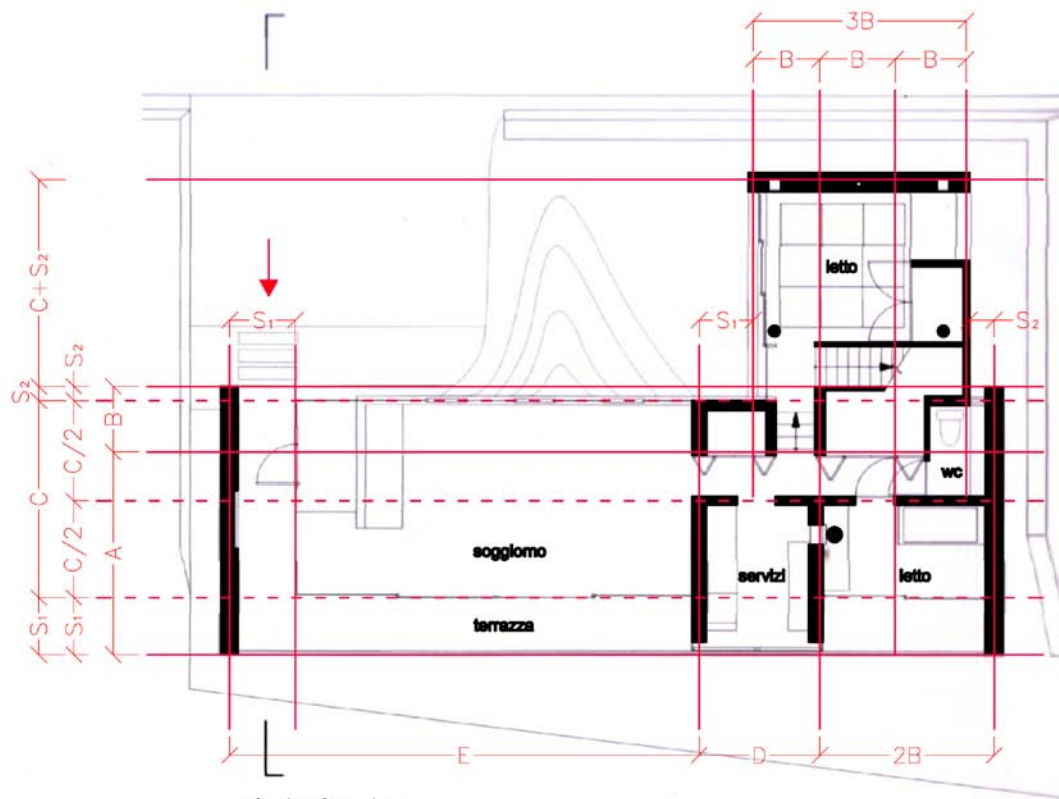 3B
B B B
C+S₂
letto
S₁
S₁
S₂
S₂
S₂
C/2
B
C
wc
C/2
A
soggiorno
servizi
letto
S₁
S₁
terrazza
E
D
2B